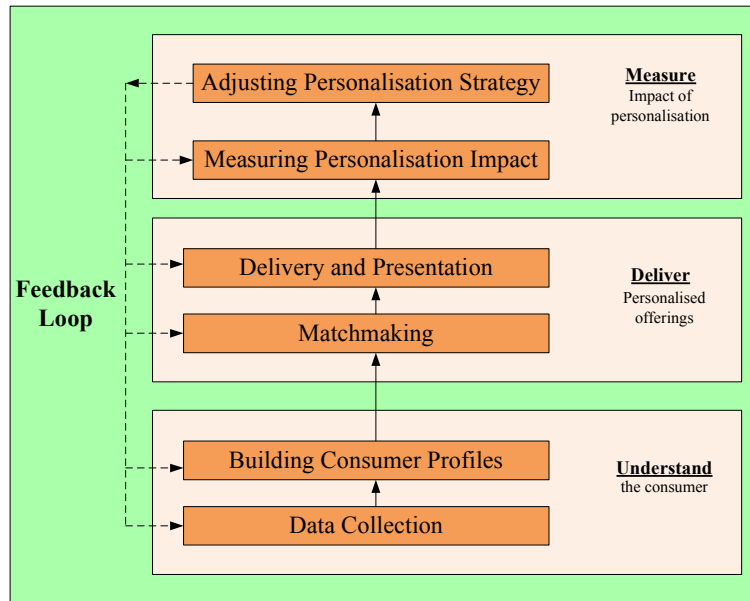 Adjusting Personalisation Strategy
Measure
Impact of
personalisation
Measuring Personalisation Impact
Feedback
Loop
Delivery and Presentation
Deliver
Personalised
offerings
Matchmaking
Building Consumer Profiles
Understand
the consumer
Data Collection